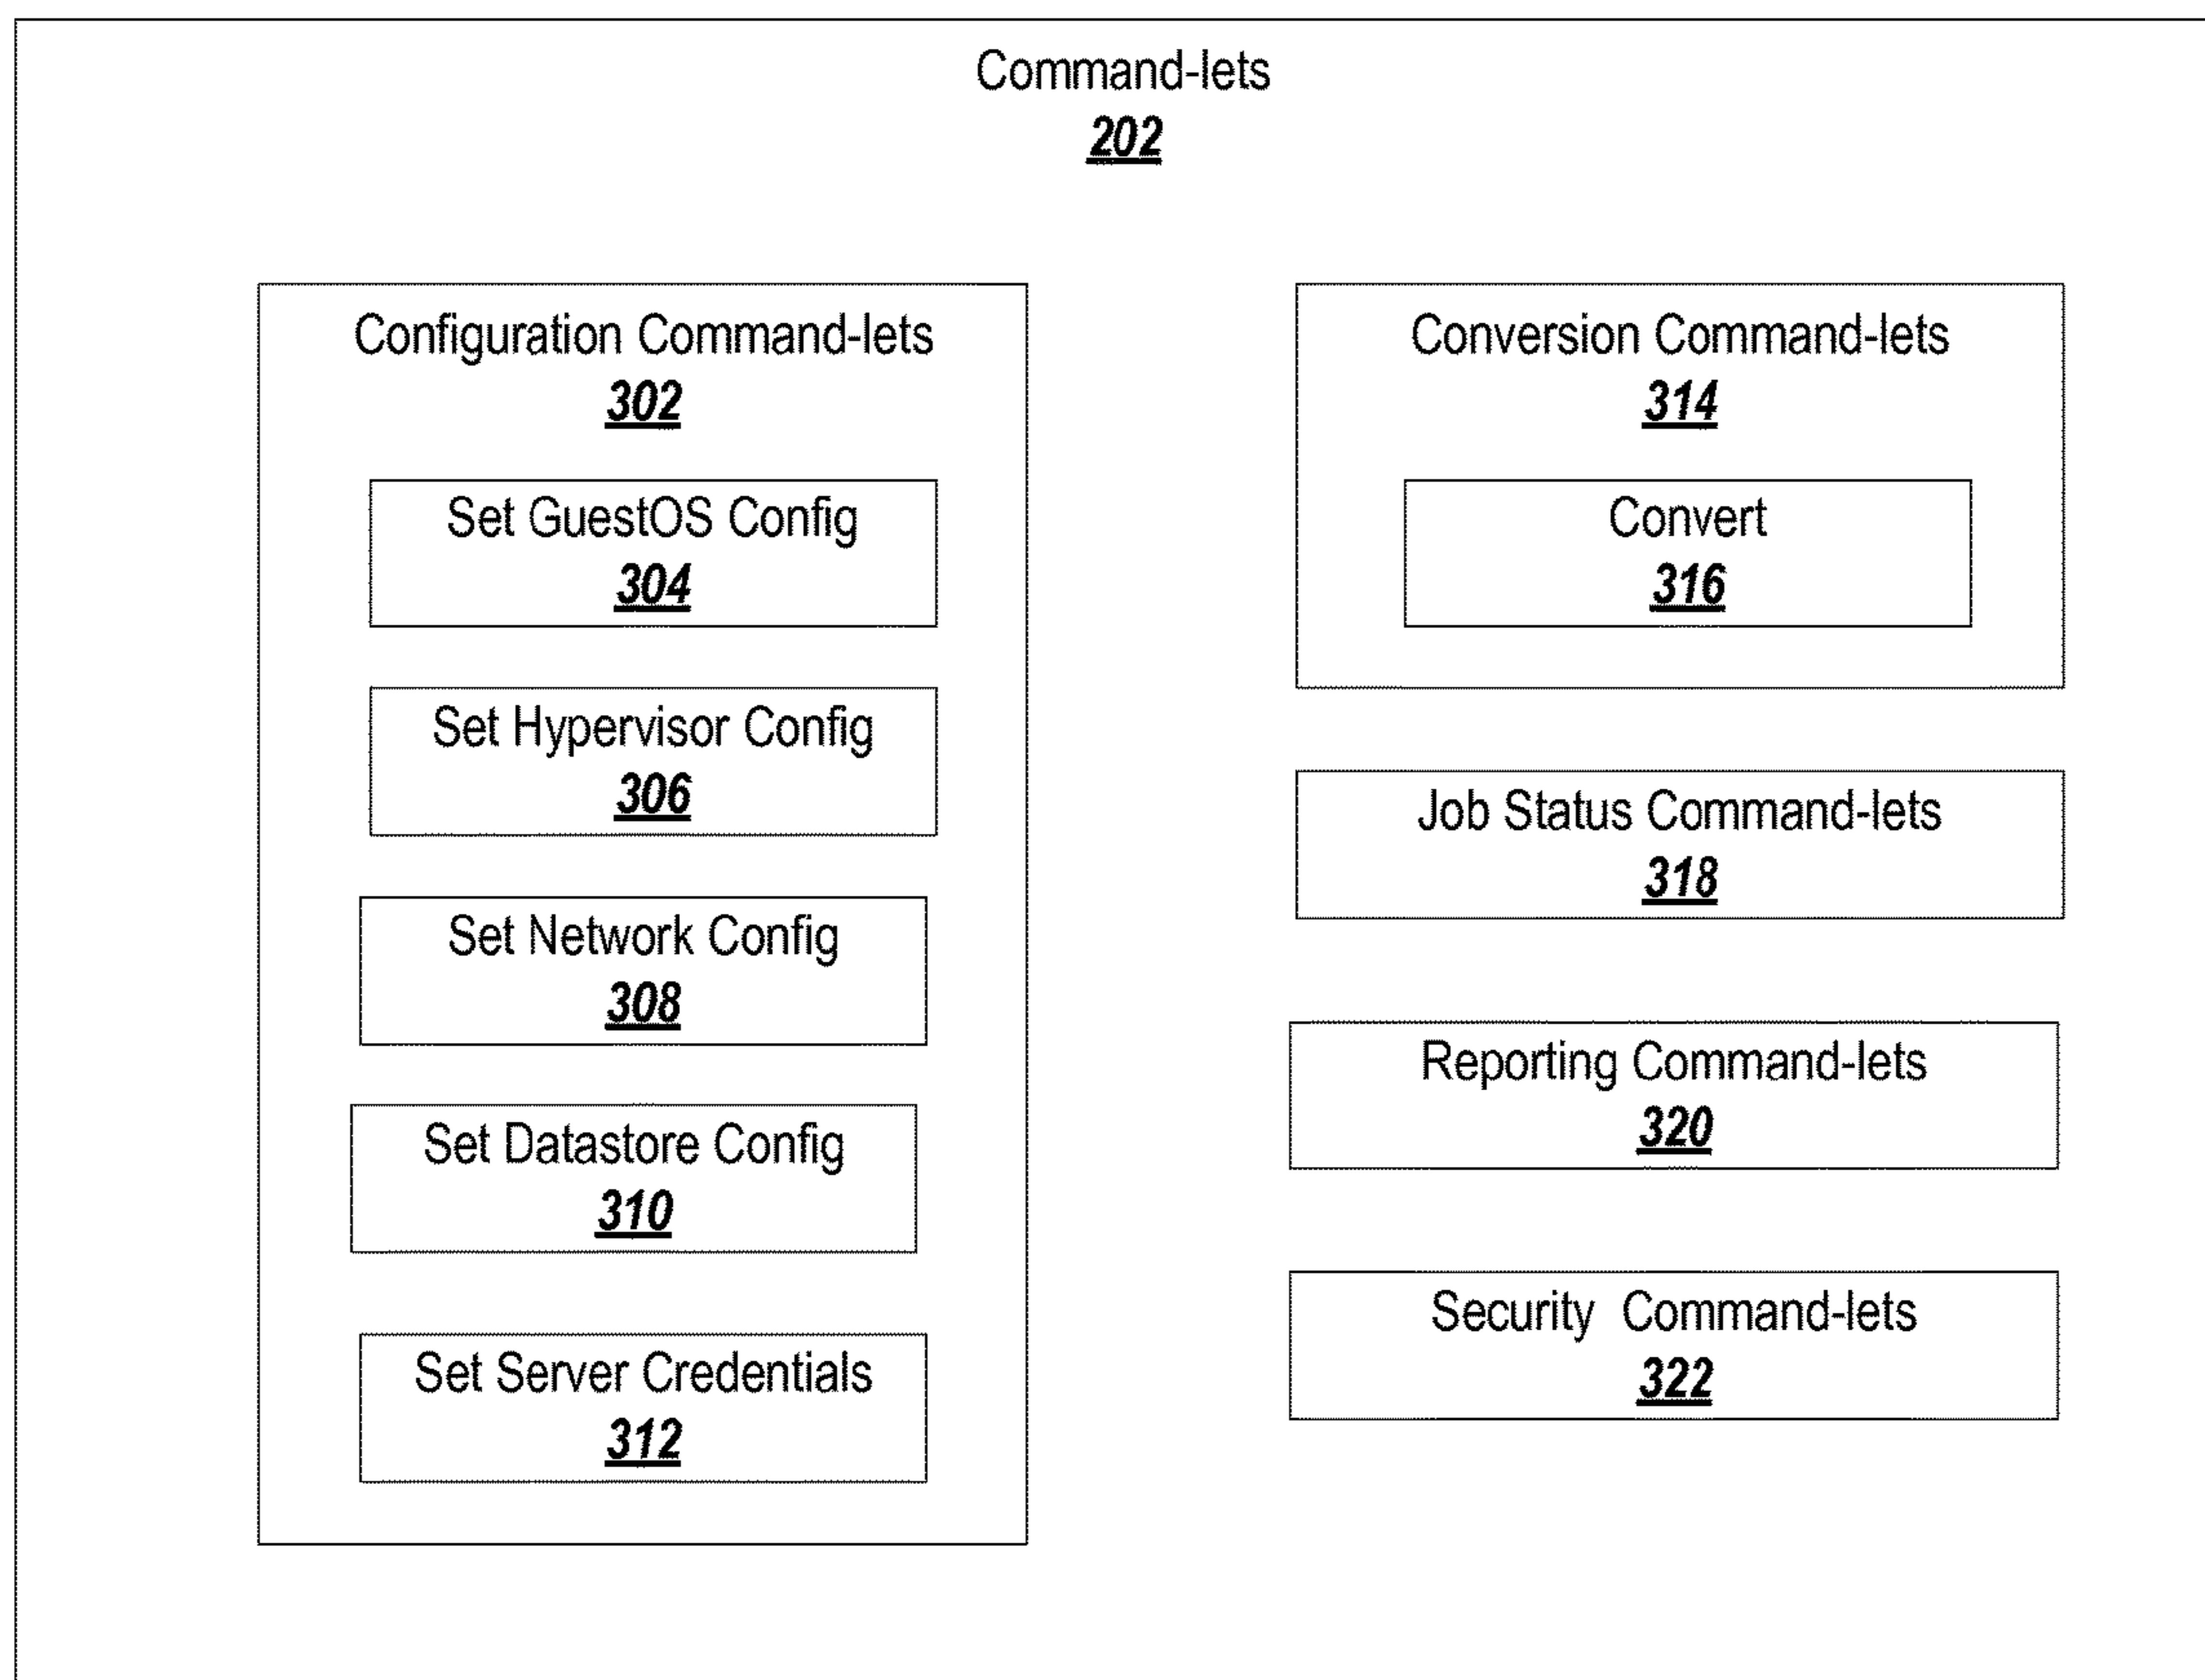 Command-lets
202
Configuration Command-lets
302
Set GuestOS Config
304
Set Hypervisor Config
306
Set Network Config
308
Set Datastore Config
310
Set Server Credentials
312
Conversion Command-lets
314
Convert
316
Job Status Command-lets
318
Reporting Command-lets
320
Security Command-lets
322